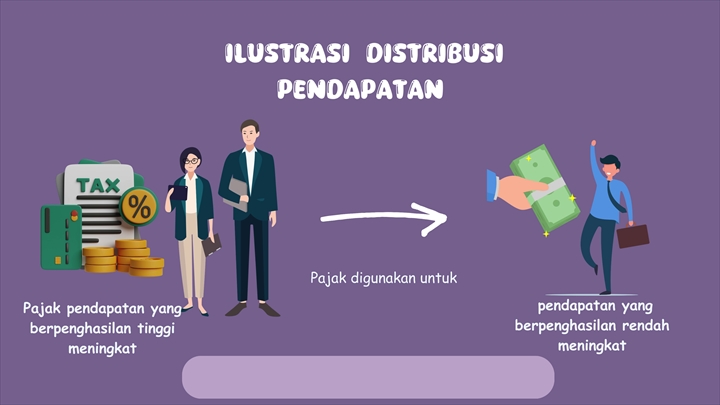 ILUSTRASI DISTRIBUSI
PENDAPATAN
TAX
%
Pajak digunakan untuk
Pajak pendapatan yang
berpenghasilan tinggi
meningkat
pendapatan yang
berpenghasilan rendah
meningkat